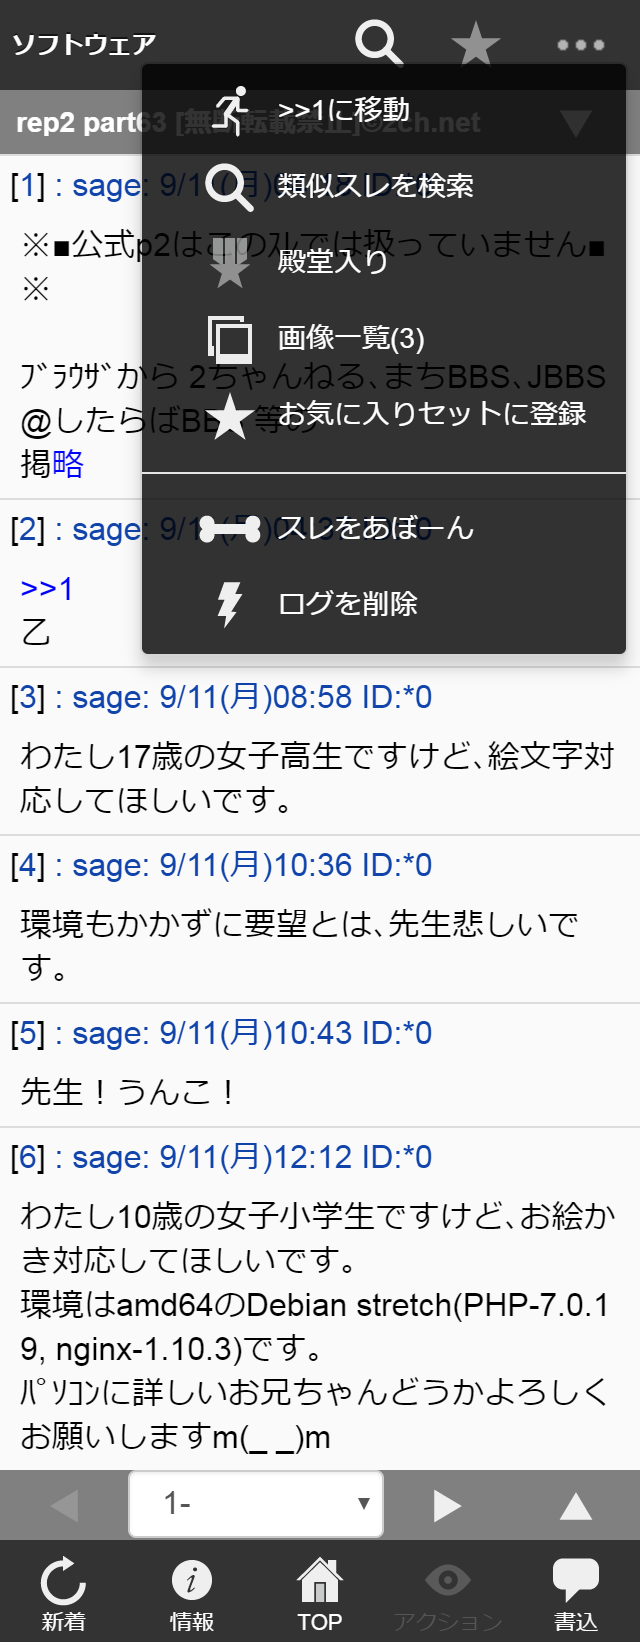 ソフトウェア
rep2 part63 [無断転載禁止]©2ch.net
>>1に移動
類似スレを検索
殿堂入り
画像一覧(3)
お気に入りセットに登録
スレをあぼーん
ログを削除
[1] : sage: 9/11(月)
※■公式p2はこのｽﾚでは扱っていません■
※
ﾌﾞﾗｳｻﾞから 2ちゃんねる､まちBBS､JBBS
@したらばBBS 等の
掲略
[2] : sage: 9/11(月)
>>1
乙
[3] : sage: 9/11(月)08:58 ID:*0
わたし17歳の女子高生ですけど､絵文字対
応してほしいです。
[4] : sage: 9/11(月)10:36 ID:*0
環境もかかずに要望とは､先生悲しいで
す。
[5] : sage: 9/11(月)10:43 ID:*0
先生！うんこ！
[6] : sage: 9/11(月)12:12 ID:*0
わたし10歳の女子小学生ですけど､お絵か
き対応してほしいです。
環境はamd64のDebian stretch(PHP-7.0.1
9, nginx-1.10.3)です。
ﾊﾟｿｺﾝに詳しいお兄ちゃんどうかよろしく
お願いしますm(_ _)m
1-
新着
情報
TOP
アクション
書込